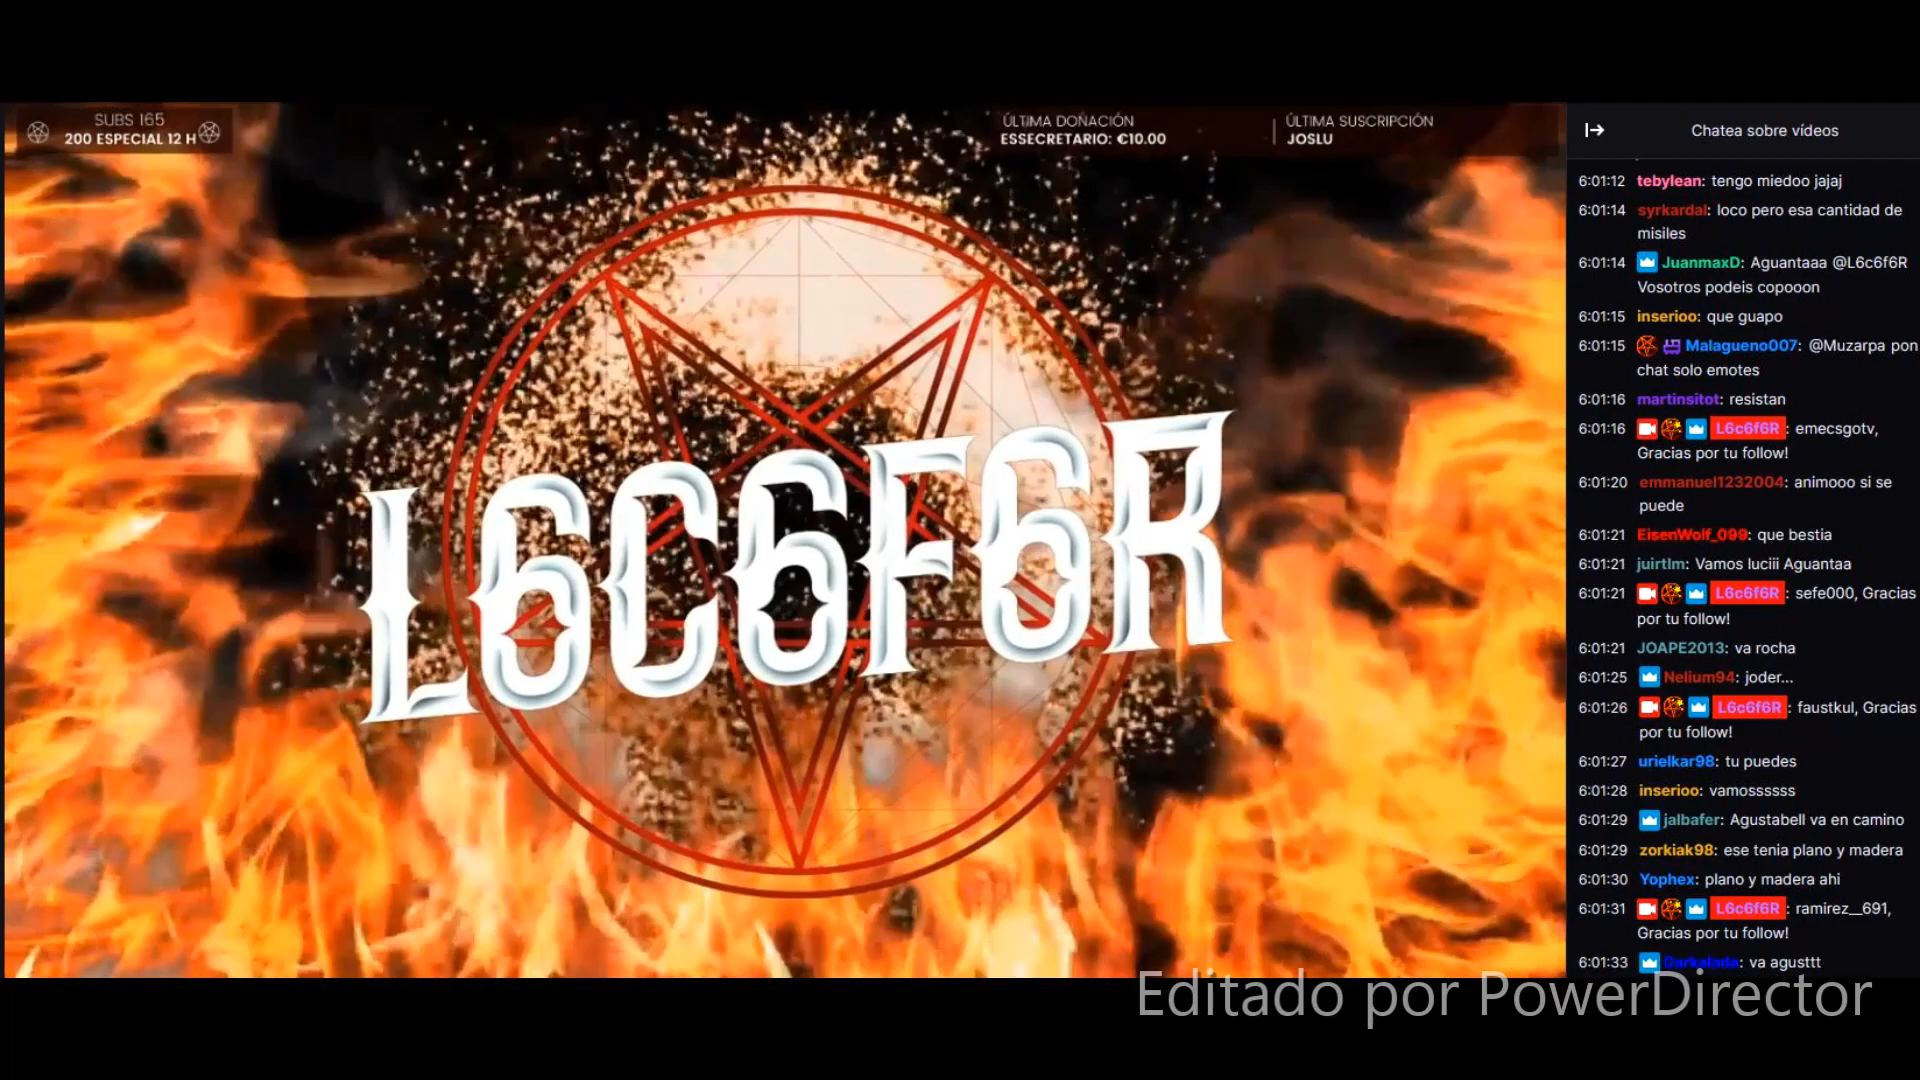 SUBS 165
200 ESPECIAL 12 H
ÚLTIMA DONACIÓN
ESSECRETARIO: €10.00
ÚLTIMA SUSCRIPCIÓN
JOSLU
L6C6F6R
Chatea sobre vídeos
6:01:12 tebylean: tengo miedoo jajaj
6:01:14 syrkardal: loco pero esa cantidad de
misiles
6:01:14 JuanmaxD: Aguantaaa @L6c6f6R
Vosotros podeis copooon
6:01:15 inserioo: que guapo
6:01:15 Malagueno007: @Muzarpa pon
chat solo emotes
6:01:16 martinsitot: resistan
6:01:16 L6c6f6R: emecsgotv,
Gracias por tu follow!
6:01:20 emmanuel1232004: animooo si se
puede
6:01:21 EisenWolf_099: que bestia
6:01:21 juirtlm: Vamos luciii Aguantaa
6:01:21 L6c6f6R: sefe000, Gracias
por tu follow!
6:01:21 JOAPE2013: va rocha
6:01:25 Nelium94: joder...
6:01:26 L6c6f6R: faustkul, Gracias
por tu follow!
6:01:27 urielkar98: tu puedes
6:01:28 inserioo: vamossssss
6:01:29 jalbafer: Agustabell va en camino
6:01:29 zorkiak98: ese tenia plano y madera
6:01:30 Yophex: plano y madera ahi
6:01:31 L6c6f6R: ramirez__691,
Gracias por tu follow!
6:01:33 Darkalada: va agusttt
Editado por PowerDirector